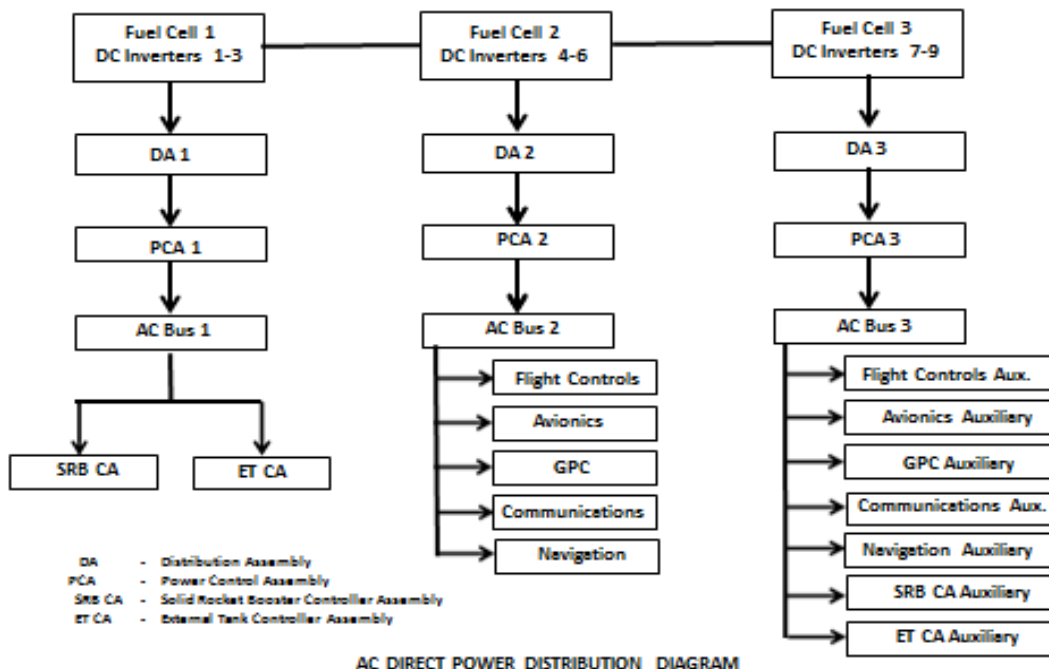 Fuel Cell 1
DC Inverters 1-3
Fuel Cell 2
DC Inverters 4-6
Fuel Cell 3
DC Inverters 7-9
DA 1
DA 2
DA 3
PCA 1
PCA 2
PCA 3
AC Bus 1
AC Bus 2
AC Bus 3
SRB CA
ET CA
Flight Controls
Avionics
GPC
Communications
Navigation
Flight Controls Aux.
Avionics Auxiliary
GPC Auxiliary
Communications Aux.
Navigation Auxiliary
SRB CA Auxiliary
ET CA Auxiliary
DA - Distribution Assembly
PCA - Power Control Assembly
SRB CA - Solid Rocket Booster Controller Assembly
ET CA - External Tank Controller Assembly
AC DIRECT POWER DISTRIBUTION DIAGRAM